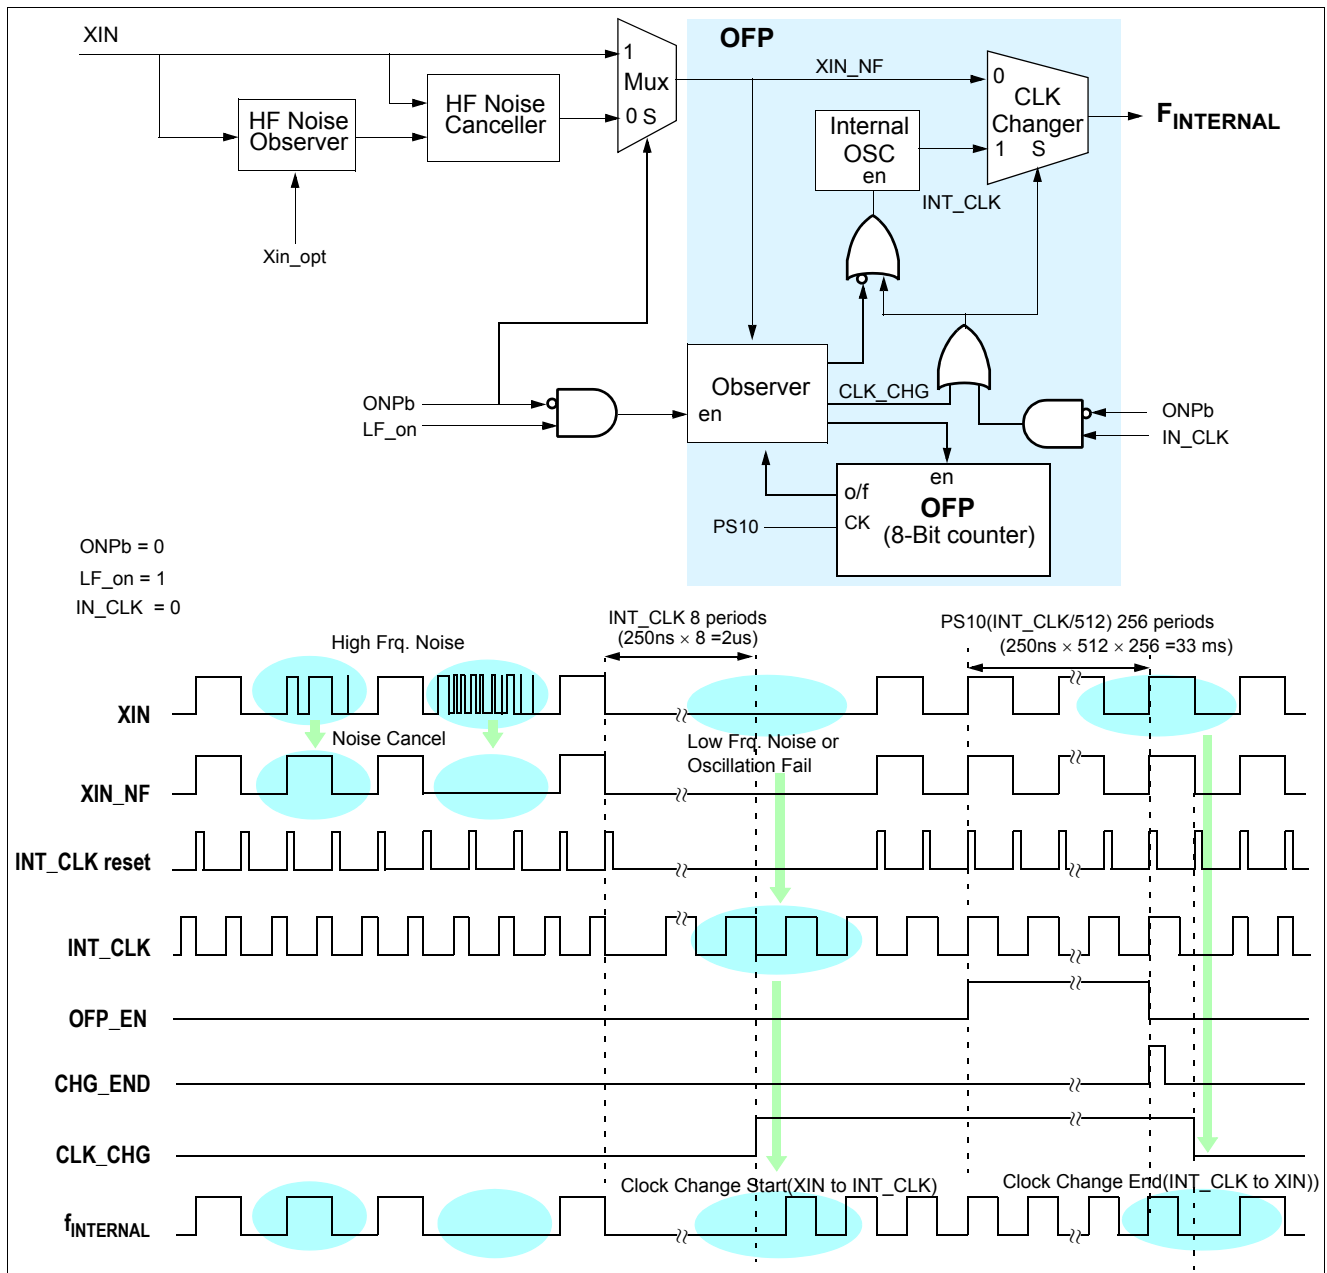 XIN
OFP
1
Mux
0 S
XIN_NF
0
CLK
Changer
1 S
F_INTERNAL
HF Noise
Observer
HF Noise
Canceller
Internal
OSC
en
INT_CLK
Xin_opt
Observer
en
CLK_CHG
ONPb
LF_on
ONPb
IN_CLK
en
o/f
OFP
CK
(8-Bit counter)
PS10
ONPb = 0
LF_on = 1
IN_CLK = 0
INT_CLK 8 periods
(250ns × 8 =2us)
PS10(INT_CLK/512) 256 periods
(250ns × 512 × 256 =33 ms)
High Frq. Noise
XIN
Noise Cancel
Low Frq. Noise or
Oscillation Fail
XIN_NF
INT_CLK reset
INT_CLK
OFP_EN
CHG_END
CLK_CHG
Clock Change Start(XIN to INT_CLK)
Clock Change End(INT_CLK to XIN))
f_INTERNAL